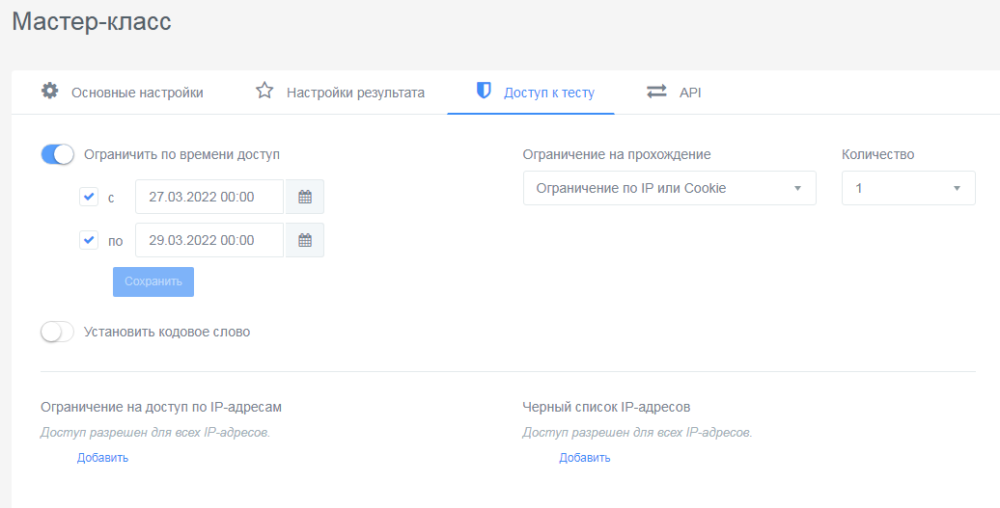 Мастер-класс
Основные настройки
Настройки результата
Доступ к тесту
API
Ограничить по времени доступ
с
27.03.2022 00:00
по
29.03.2022 00:00
Сохранить
Установить кодовое слово
Ограничение на прохождение
Ограничение по IP или Cookie
Количество
1
Ограничение на доступ по IP-адресам
Доступ разрешен для всех IP-адресов.
Добавить
Черный список IP-адресов
Доступ разрешен для всех IP-адресов.
Добавить